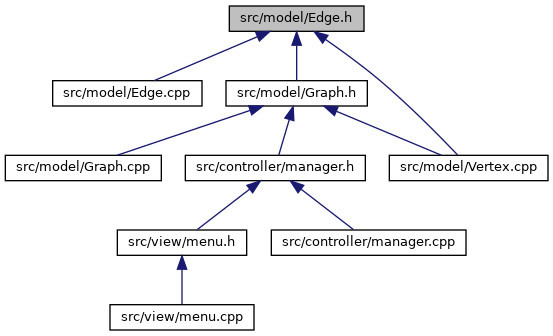 src/model/Edge.h
src/model/Edge.cpp
src/model/Graph.h
src/model/Graph.cpp
src/controller/manager.h
src/model/Vertex.cpp
src/view/menu.h
src/controller/manager.cpp
src/view/menu.cpp